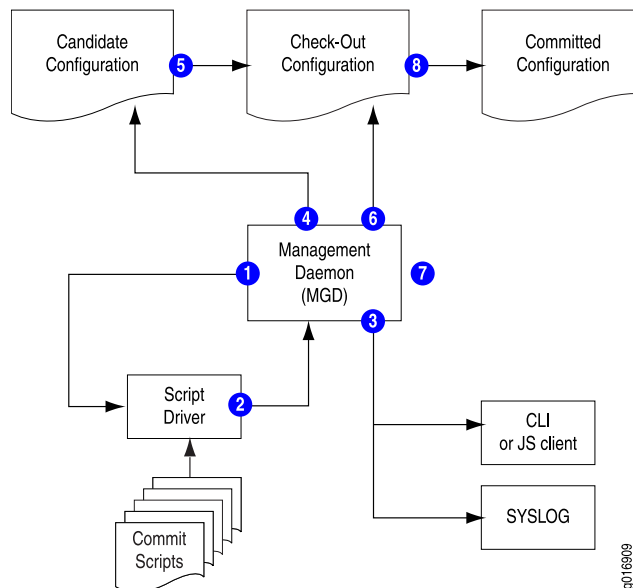 Candidate
Configuration
5
Check-Out
Configuration
8
Committed
Configuration
4
6
1
Management
Daemon
(MGD)
7
3
Script
Driver
2
CLI
or JS client
Commit
Scripts
SYSLOG
g016909